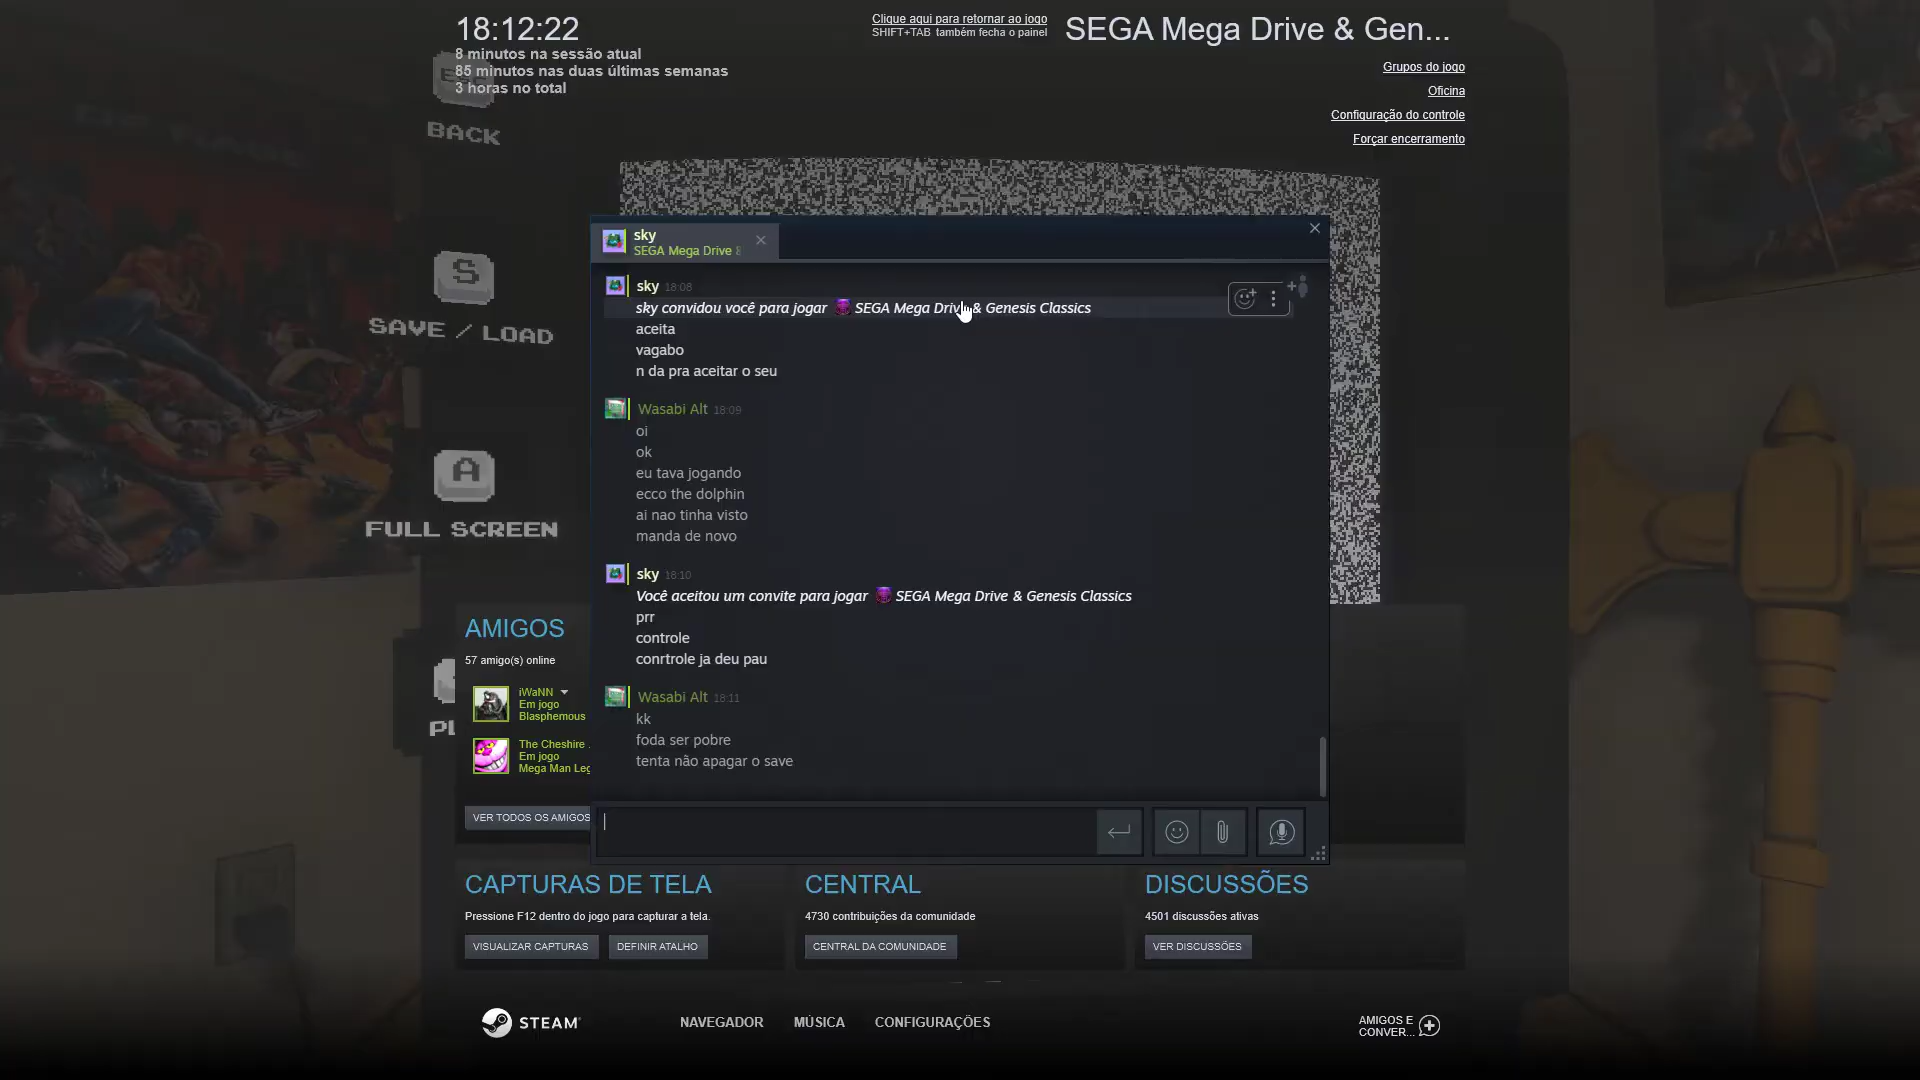 18:12:22
8 minutos na sessão atual
85 minutos nas duas últimas semanas
3 horas no total
Clique aqui para retornar ao jogo
SHIFT+TAB também fecha o painel
SEGA Mega Drive & Gen...
Grupos do jogo
Oficina
Configuração do controle
Forçar encerramento
BACK
S
SAVE / LOAD
A
FULL SCREEN
sky
SEGA Mega Drive &
sky 18:08
sky convidou você para jogar SEGA Mega Drive & Genesis Classics
aceita
vagabo
n da pra aceitar o seu
Wasabi Alt 18:09
oi
ok
eu tava jogando
ecco the dolphin
ai nao tinha visto
manda de novo
sky 18:10
Você aceitou um convite para jogar SEGA Mega Drive & Genesis Classics
prr
controle
conrtrole ja deu pau
Wasabi Alt 18:11
kk
foda ser pobre
tenta não apagar o save
AMIGOS
57 amigo(s) online
iWaNN
Em jogo
Blasphemous
The Cheshire
Em jogo
Mega Man Leg
VER TODOS OS AMIGOS
CAPTURAS DE TELA
Pressione F12 dentro do jogo para capturar a tela.
VISUALIZAR CAPTURAS
DEFINIR ATALHO
CENTRAL
4730 contribuições da comunidade
CENTRAL DA COMUNIDADE
DISCUSSÕES
4501 discussões ativas
VER DISCUSSÕES
STEAM
NAVEGADOR
MÚSICA
CONFIGURAÇÕES
AMIGOS E
CONVER...